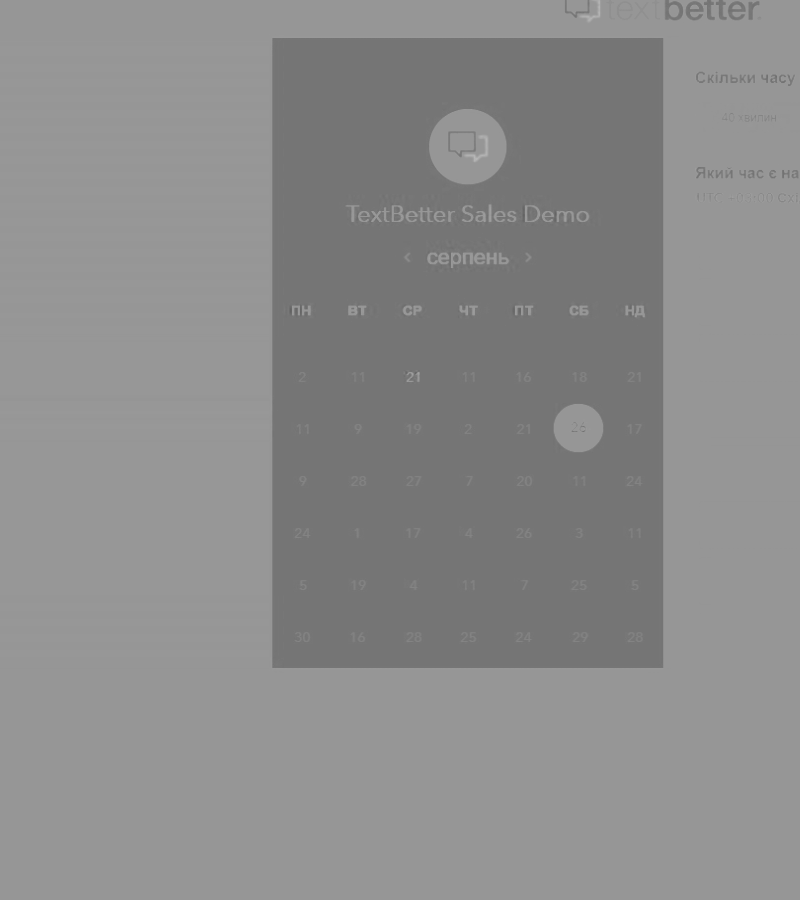 textbetter.
Скільки часу
40 хвилин
Який час є на
TextBetter Sales Demo
‹ серпень ›
ПН ВТ СР ЧТ ПТ СБ НД
2 11 21 11 16 18 21
11 9 19 2 21 26 17
9 28 27 7 20 11 24
24 1 17 4 26 3 11
5 19 4 11 7 25 5
30 16 28 25 24 29 28